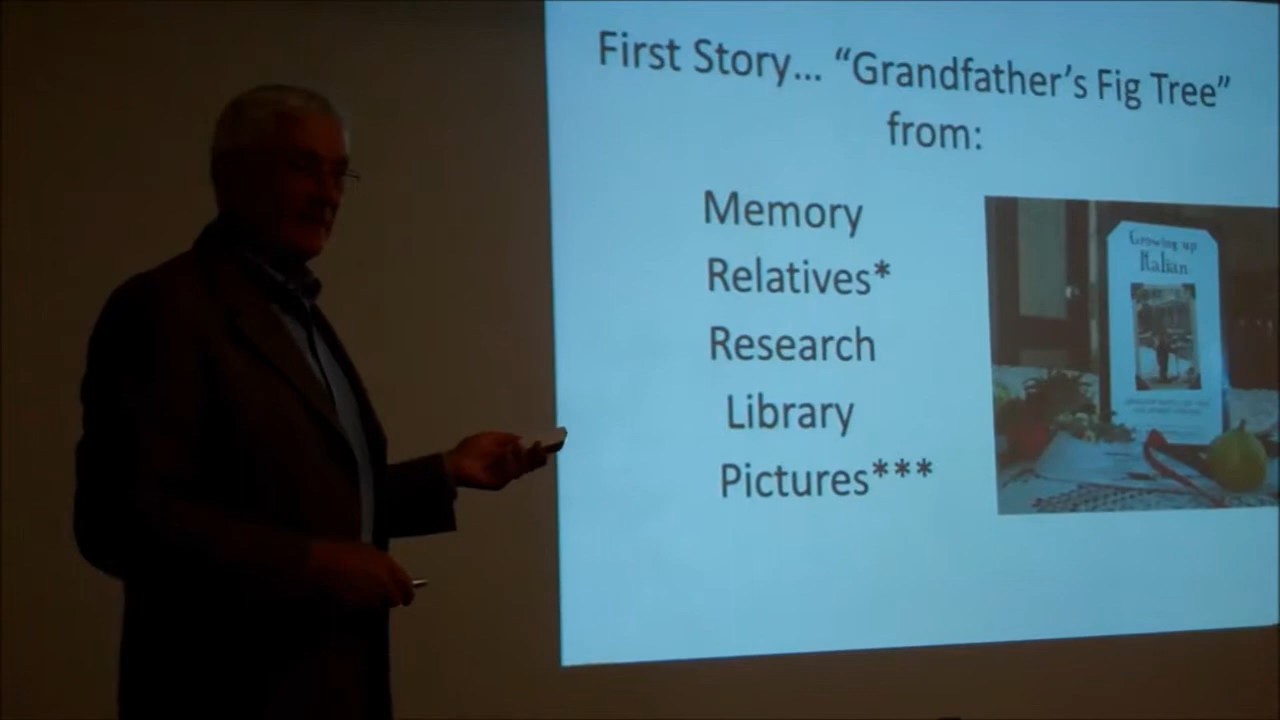 First Story... “Grandfather’s Fig Tree”
from:
Memory
Relatives*
Research
Library
Pictures***
Growing up
Italian